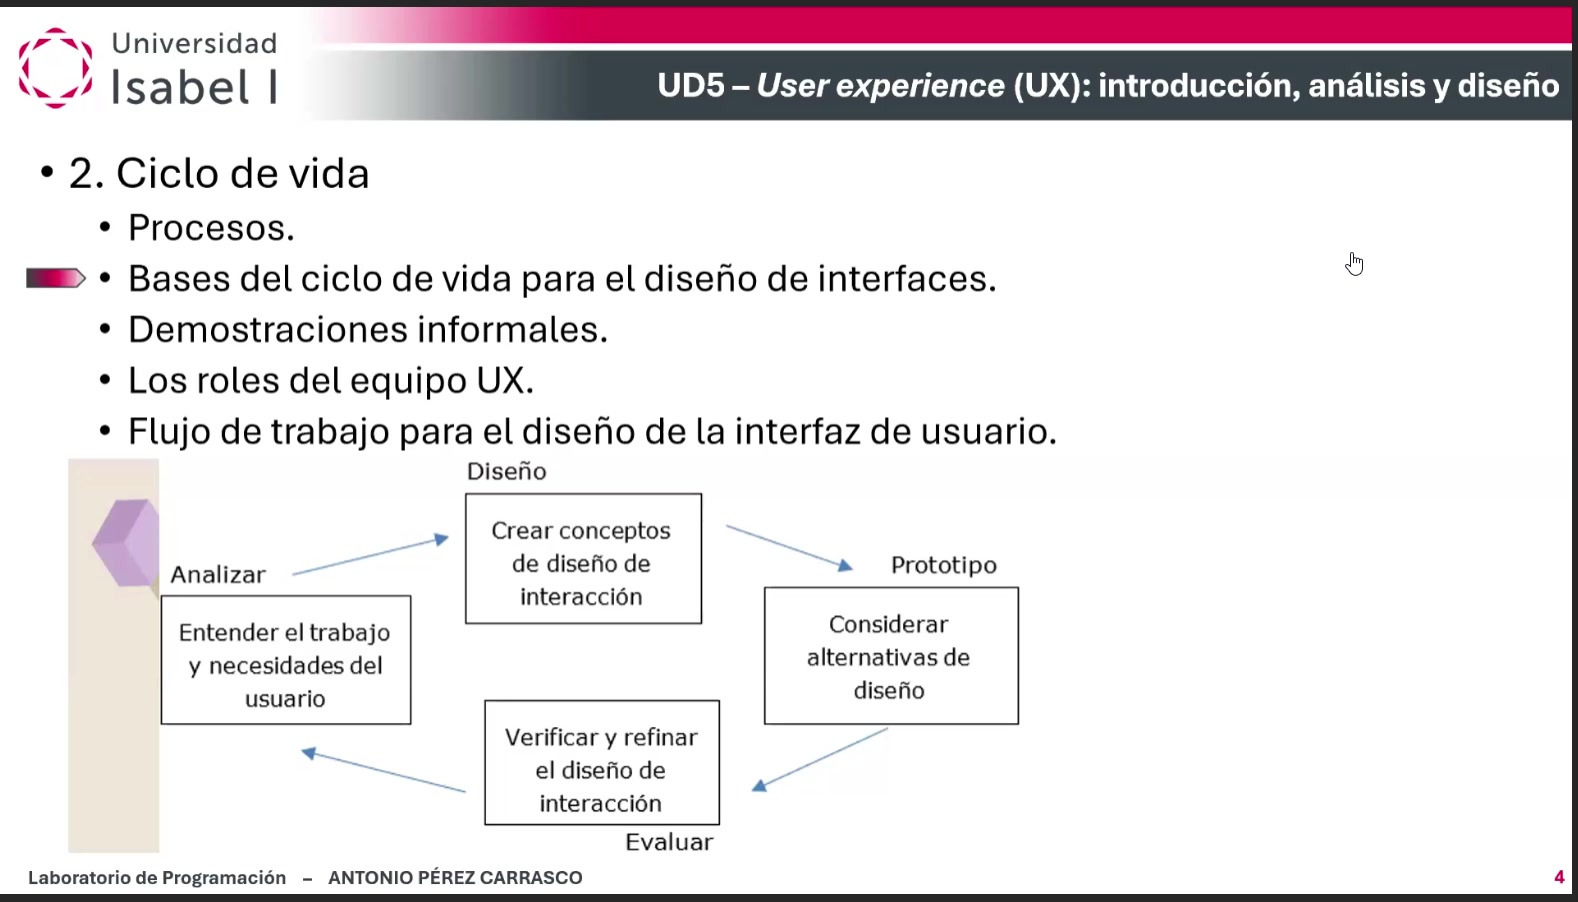 Universidad
Isabel I
UD5 – User experience (UX): introducción, análisis y diseño
• 2. Ciclo de vida
• Procesos.
• Bases del ciclo de vida para el diseño de interfaces.
• Demostraciones informales.
• Los roles del equipo UX.
• Flujo de trabajo para el diseño de la interfaz de usuario.
Diseño
Crear conceptos
de diseño de
interacción
Analizar
Entender el trabajo
y necesidades del
usuario
Prototipo
Considerar
alternativas de
diseño
Verificar y refinar
el diseño de
interacción
Evaluar
Laboratorio de Programación – ANTONIO PÉREZ CARRASCO
4